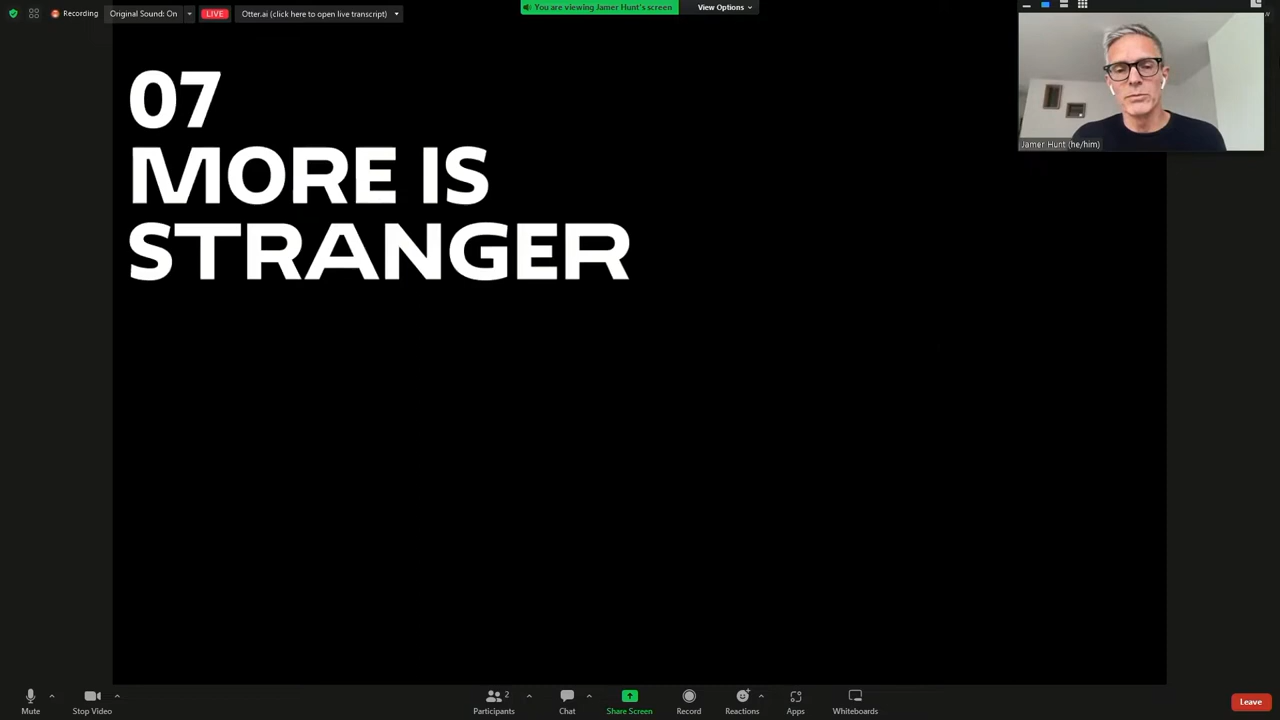 Recording
Original Sound: On
LIVE
Otter.ai (click here to open live transcript)
You are viewing Jamer Hunt's screen
View Options
07
MORE IS
STRANGER
Jamer Hunt (he/him)
Mute
Stop Video
Participants
2
Chat
Share Screen
Record
Reactions
Apps
Whiteboards
Leave